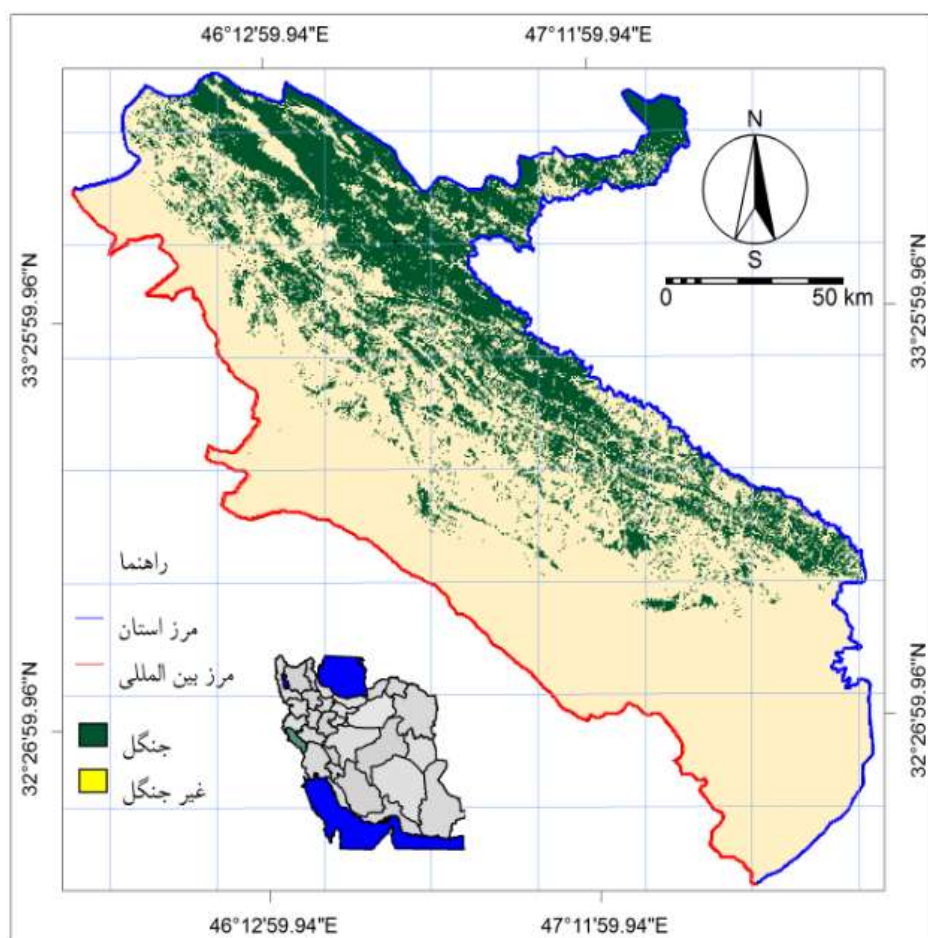 46°12'59.94"E
47°11'59.94"E
N
S
0
50 km
33°25'59.96"N
33°25'59.96"N
راهنما
مرز استان
مرز بین المللی
جنگل
غیر جنگل
32°26'59.96"N
32°26'59.96"N
46°12'59.94"E
47°11'59.94"E